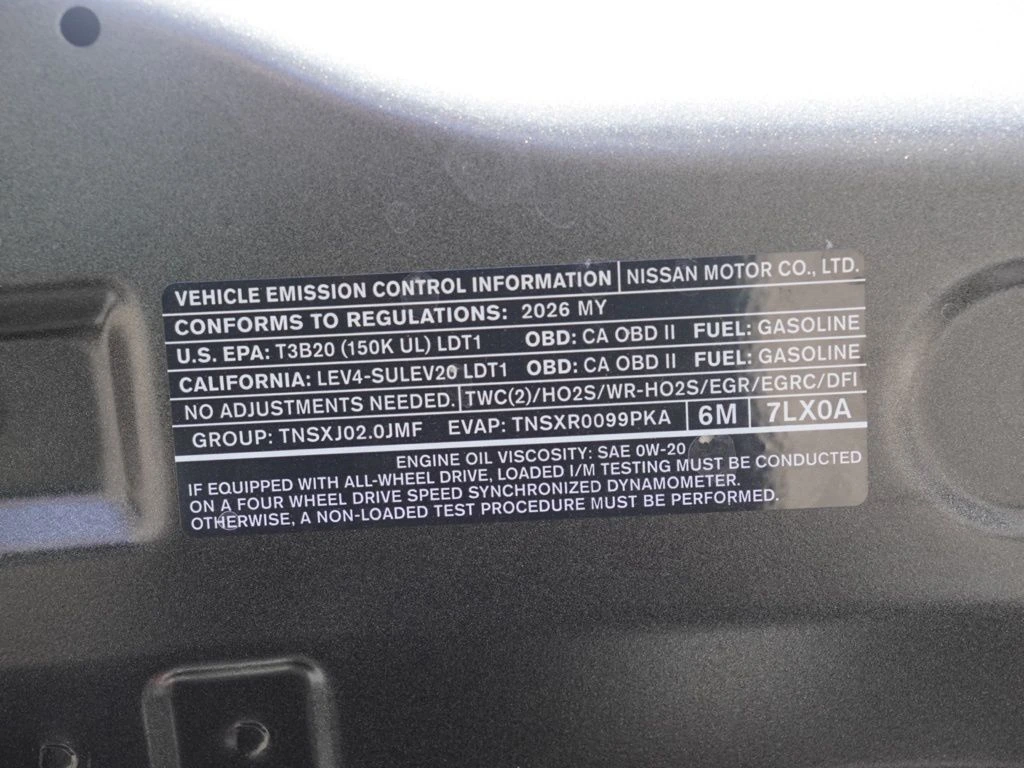 VEHICLE EMISSION CONTROL INFORMATION NISSAN MOTOR CO., LTD.
CONFORMS TO REGULATIONS: 2026 MY
U.S. EPA: T3B20 (150K UL) LDT1 OBD: CA OBD II FUEL: GASOLINE
CALIFORNIA: LEV4-SULEV20 LDT1 OBD: CA OBD II FUEL: GASOLINE
NO ADJUSTMENTS NEEDED. TWC(2)/HO2S/WR-HO2S/EGR/EGRC/DFI
GROUP: TNSXJ02.0JMF EVAP: TNSXR0099PKA 6M 7LX0A
ENGINE OIL VISCOSITY: SAE 0W-20
IF EQUIPPED WITH ALL-WHEEL DRIVE, LOADED I/M TESTING MUST BE CONDUCTED
ON A FOUR WHEEL DRIVE SPEED SYNCHRONIZED DYNAMOMETER.
OTHERWISE, A NON-LOADED TEST PROCEDURE MUST BE PERFORMED.